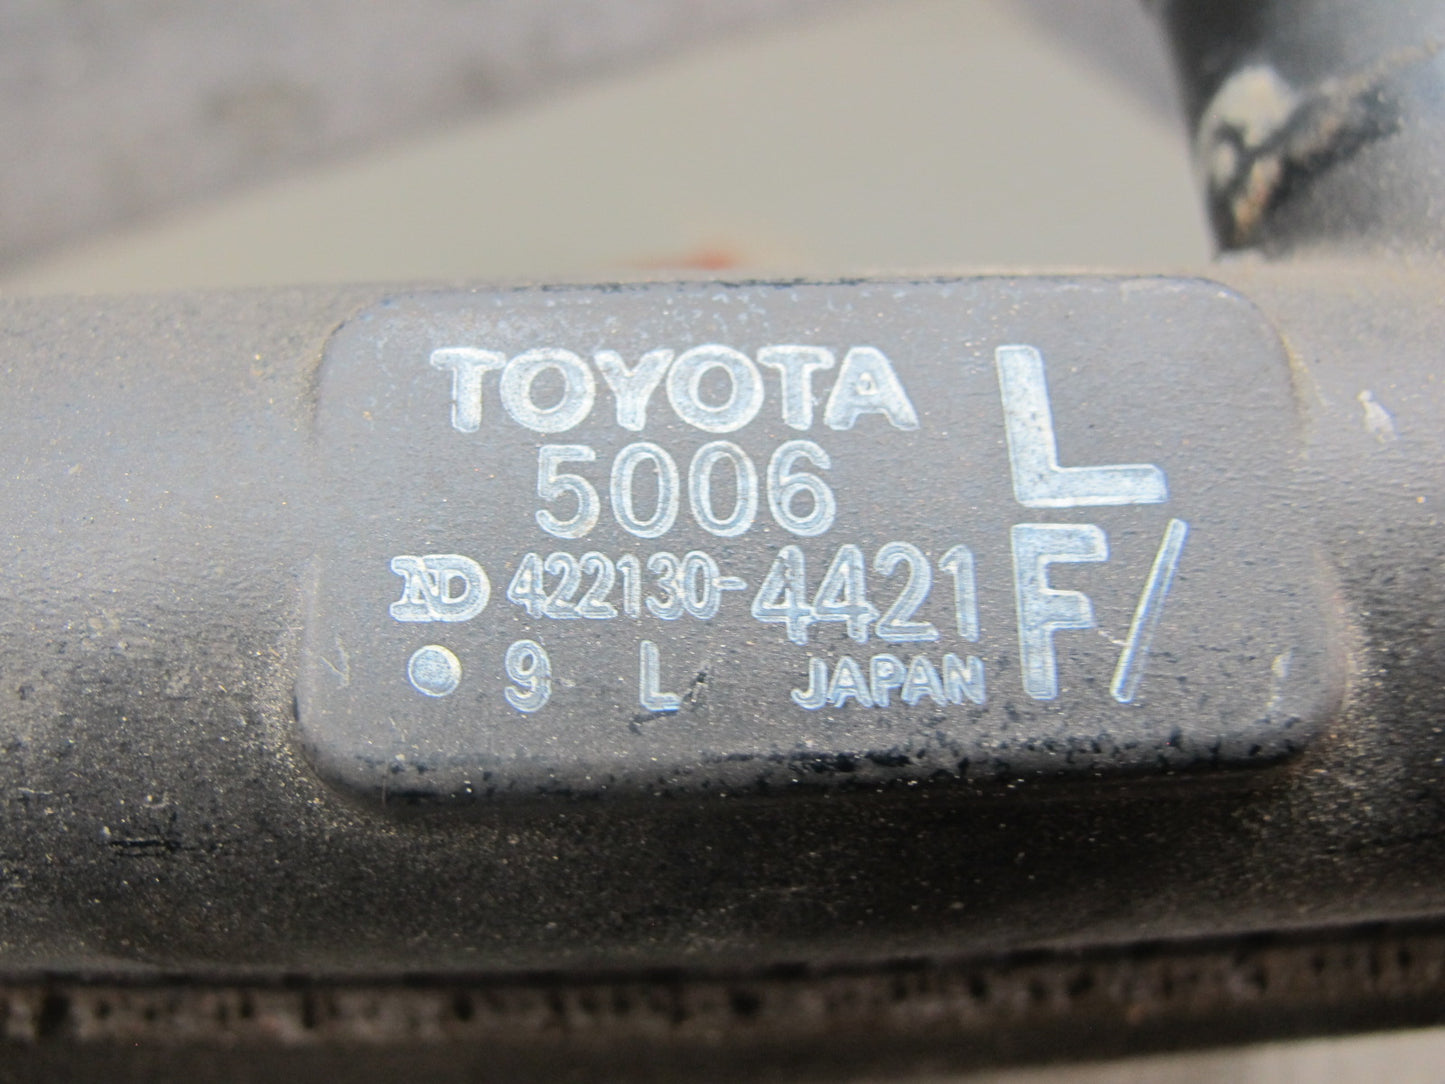 TOYOTA
5006
ND 422130-4421
• 9 L JAPAN
L
F/